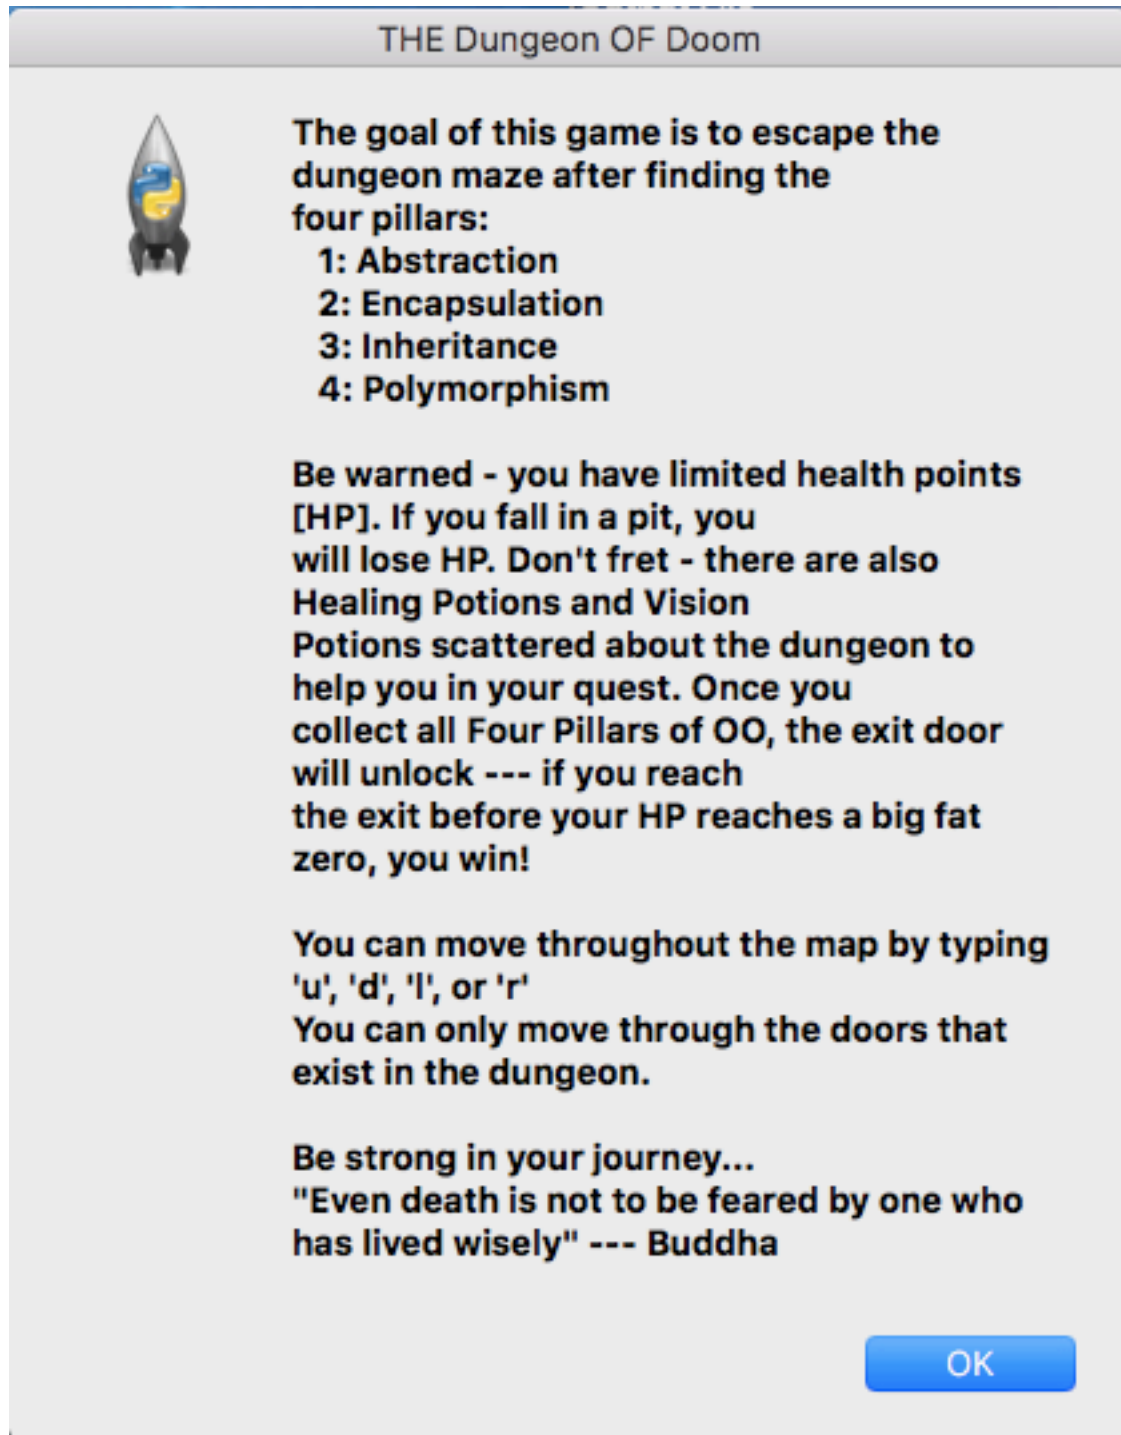 THE Dungeon OF Doom
The goal of this game is to escape the
dungeon maze after finding the
four pillars:
1: Abstraction
2: Encapsulation
3: Inheritance
4: Polymorphism
Be warned - you have limited health points
[HP]. If you fall in a pit, you
will lose HP. Don't fret - there are also
Healing Potions and Vision
Potions scattered about the dungeon to
help you in your quest. Once you
collect all Four Pillars of OO, the exit door
will unlock --- if you reach
the exit before your HP reaches a big fat
zero, you win!
You can move throughout the map by typing
'u', 'd', 'l', or 'r'
You can only move through the doors that
exist in the dungeon.
Be strong in your journey...
"Even death is not to be feared by one who
has lived wisely" --- Buddha
OK